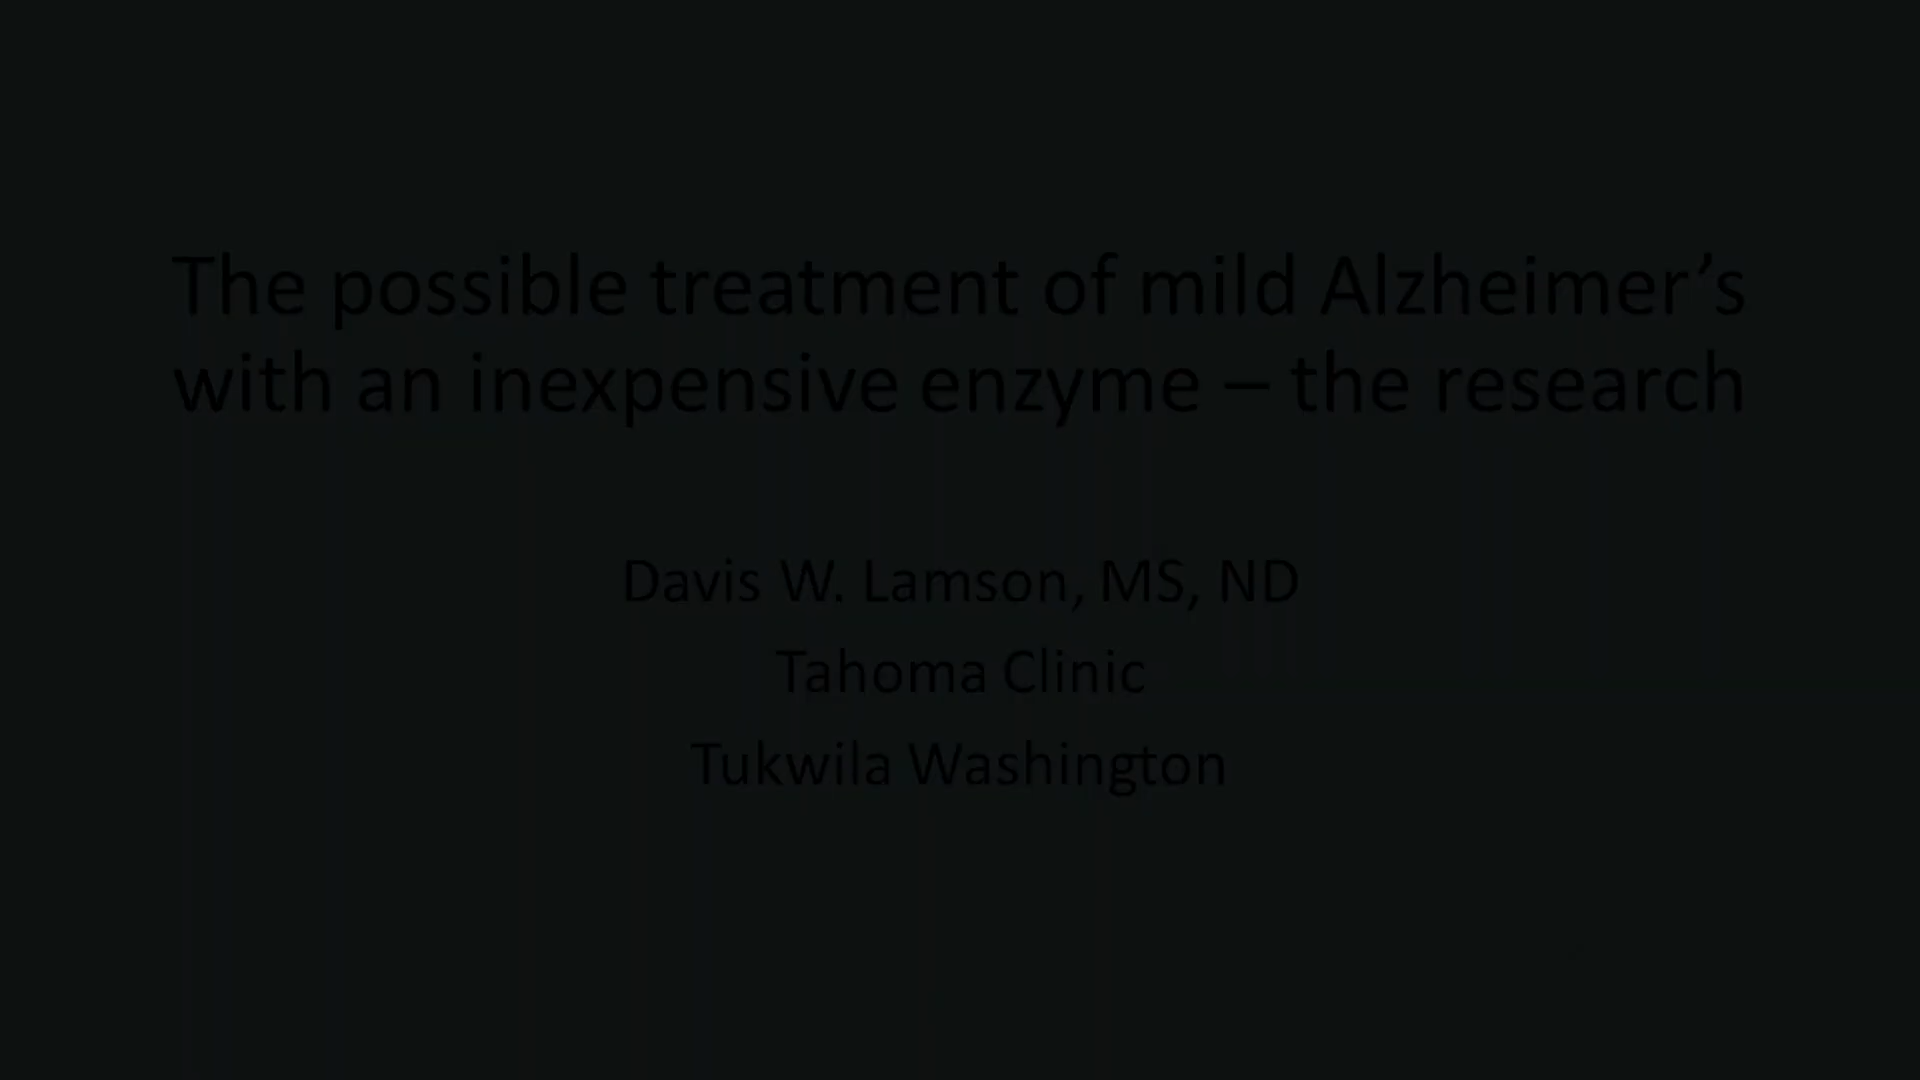 The possible treatment of mild Alzheimer’s
with an inexpensive enzyme – the research
Davis W. Lamson, MS, ND
Tahoma Clinic
Tukwila Washington